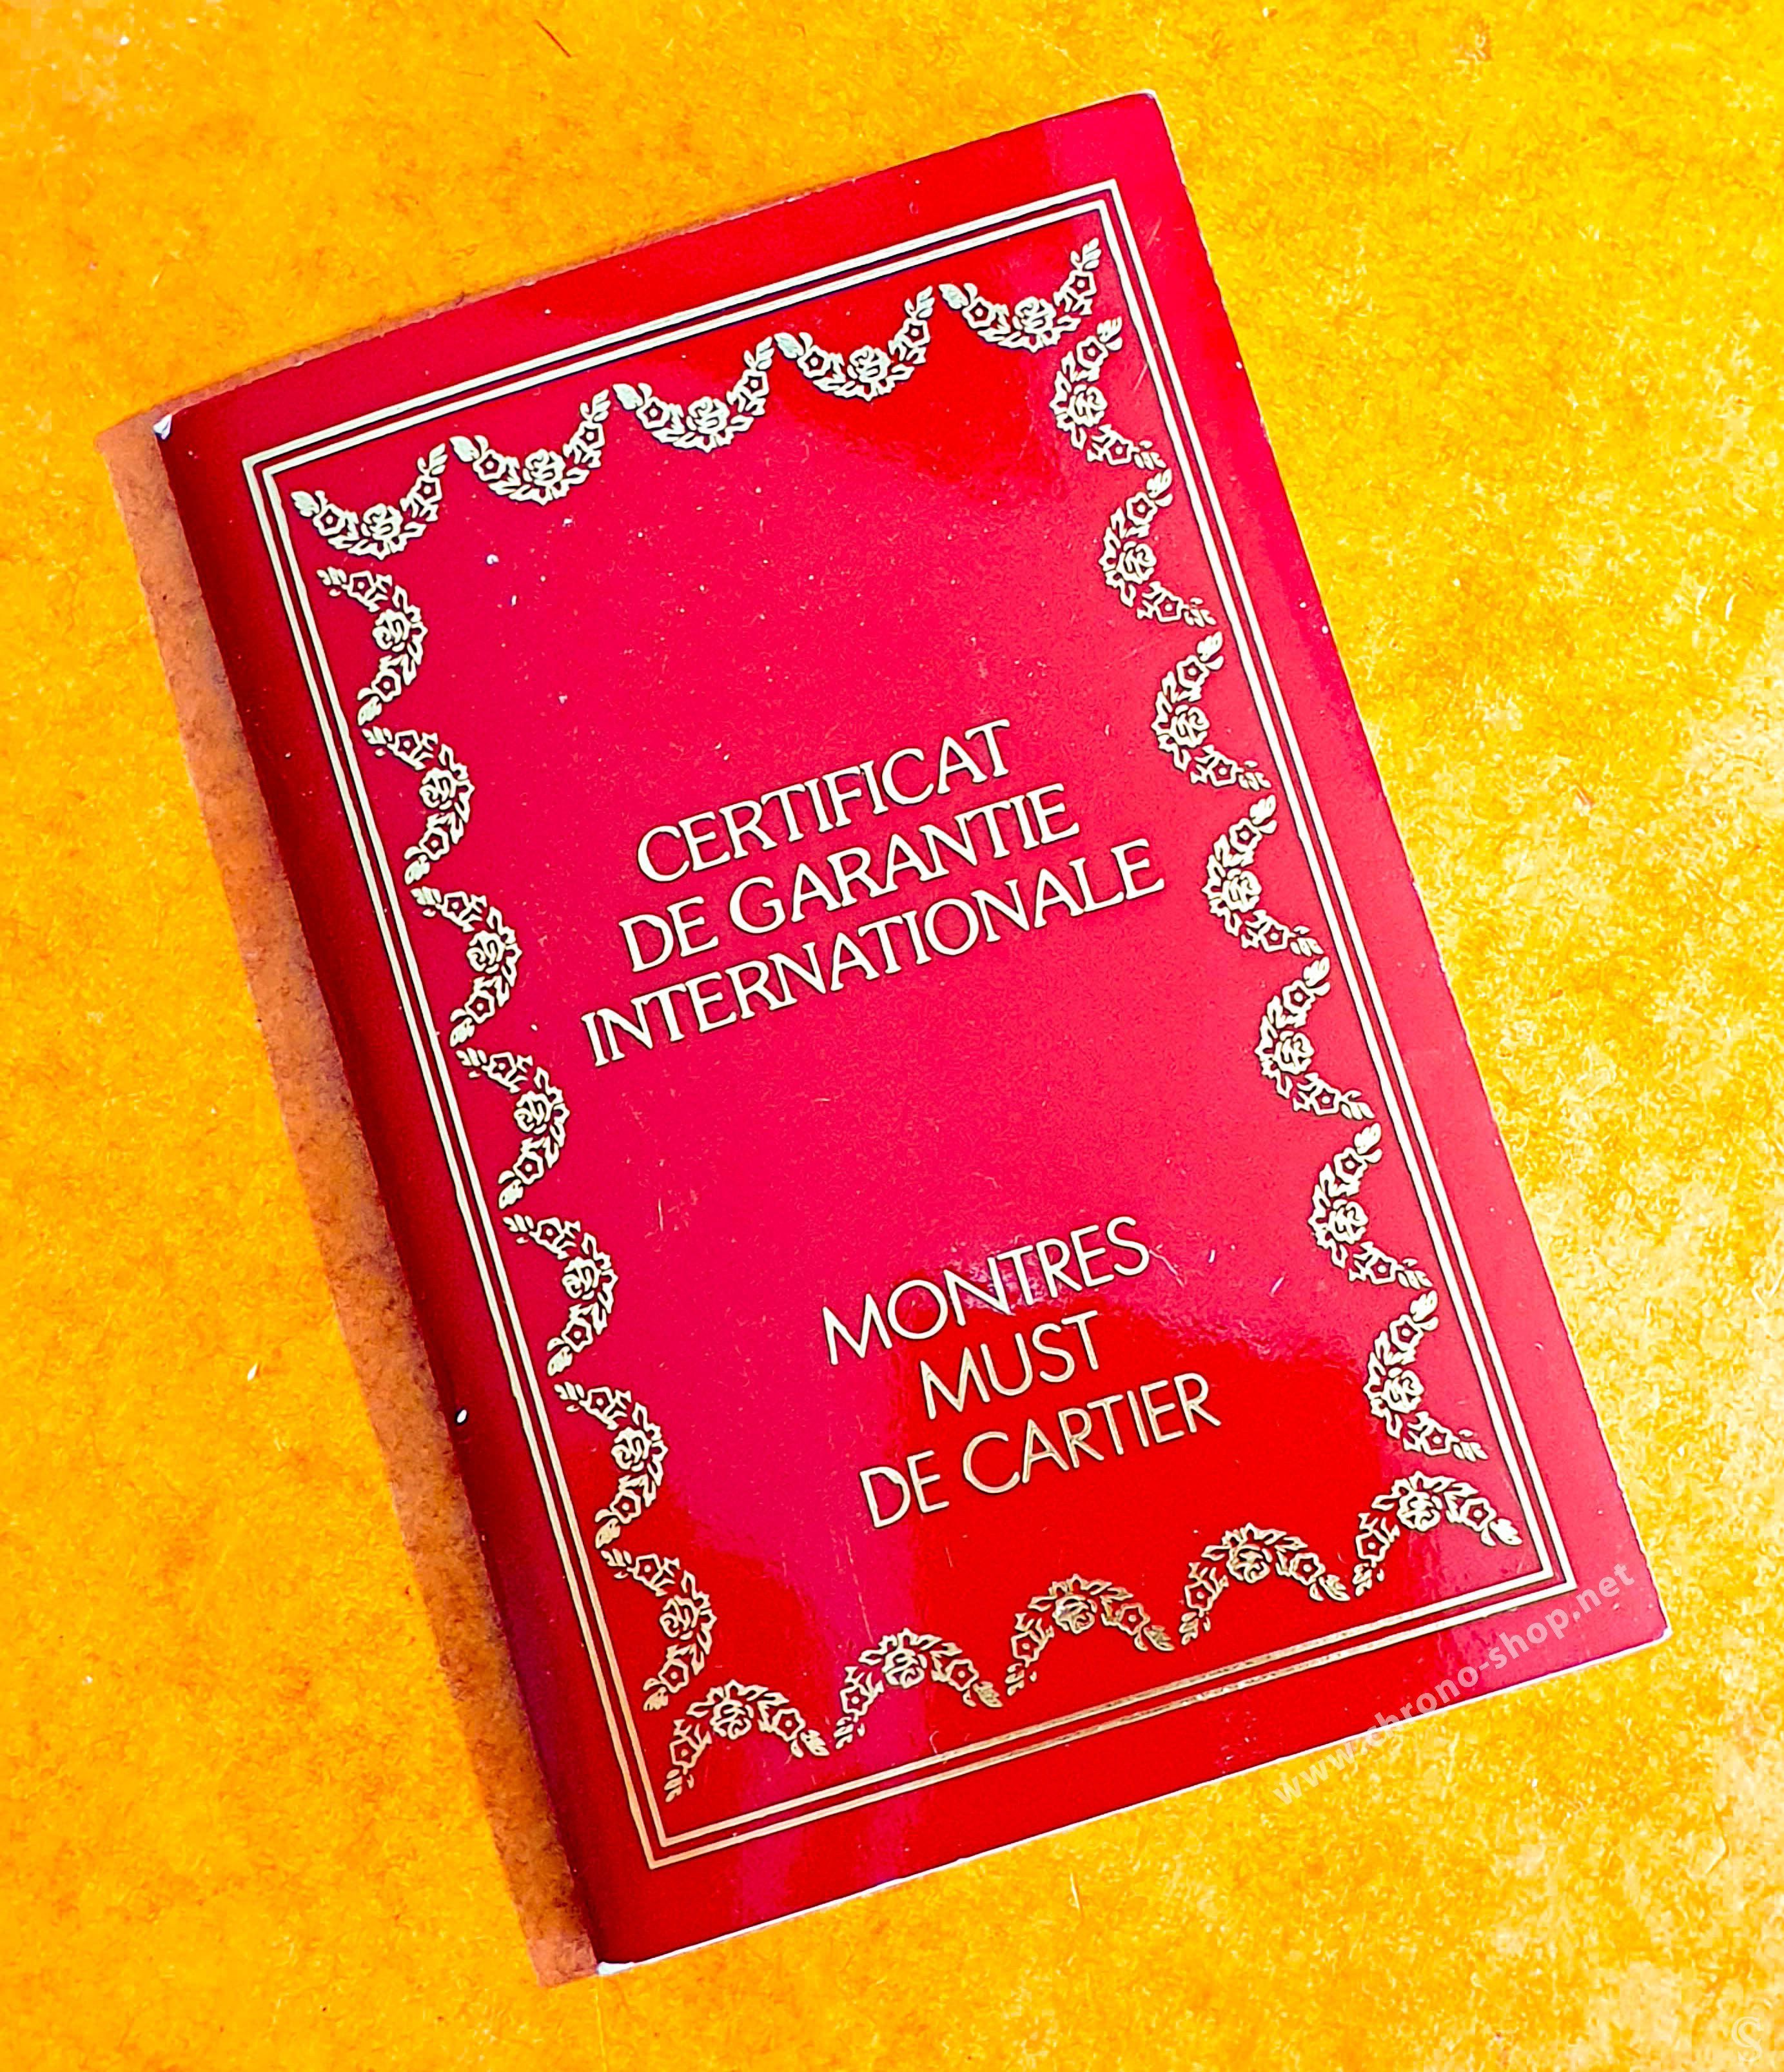 CERTIFICAT
DE GARANTIE
INTERNATIONALE
MONTRES
MUST
DE CARTIER
www.chrono-shop.net